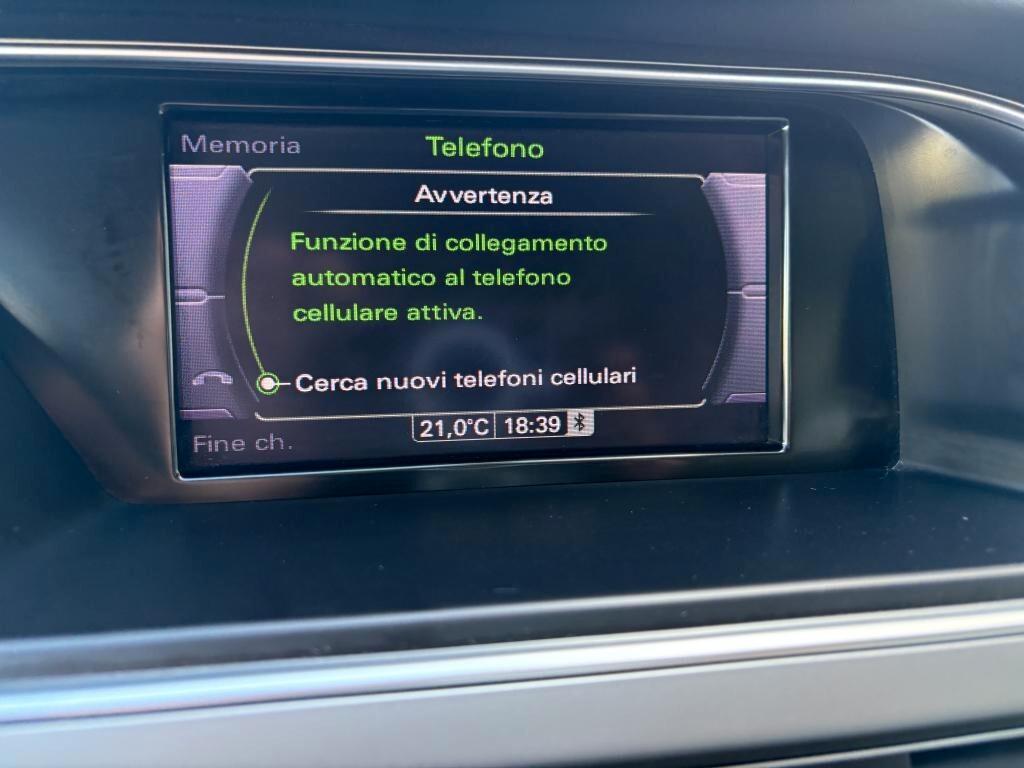 Memoria
Telefono
Avvertenza
Funzione di collegamento
automatico al telefono
cellulare attiva.
Cerca nuovi telefoni cellulari
21,0°C 18:39
Fine ch.